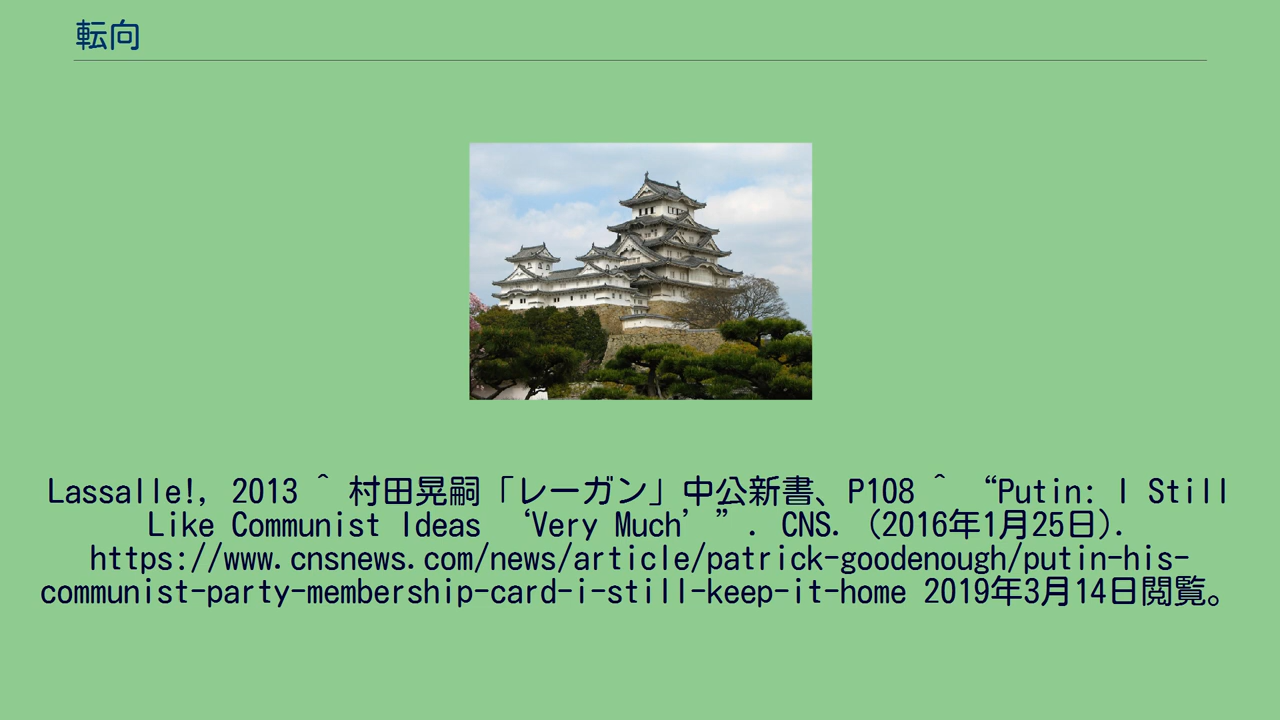 転向
Lassalle!, 2013 ^ 村田晃嗣「レーガン」中公新書、P108 ^ “Putin: I Still
Like Communist Ideas ‘Very Much’”. CNS. (2016年1月25日).
https://www.cnsnews.com/news/article/patrick-goodenough/putin-his-
communist-party-membership-card-i-still-keep-it-home 2019年3月14日閲覧。